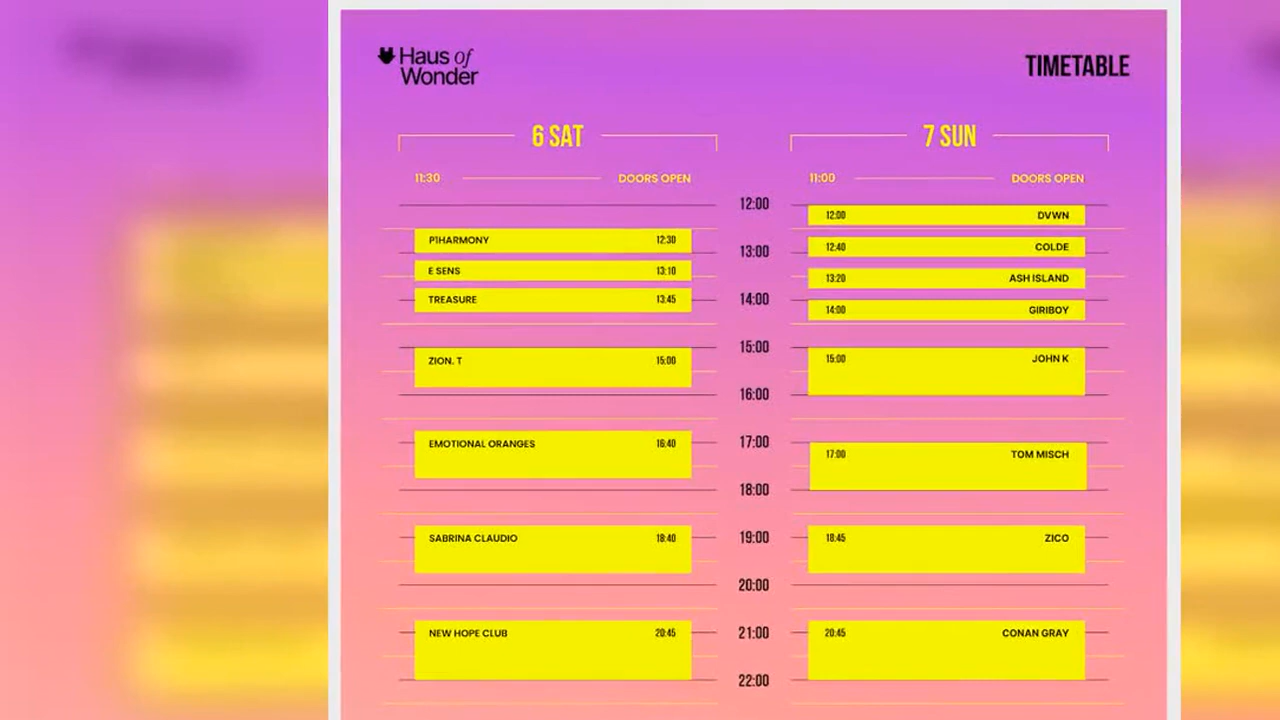 Haus of
Wonder
TIMETABLE
6 SAT
11:30 DOORS OPEN
P1HARMONY 12:30
E SENS 13:10
TREASURE 13:45
ZION. T 15:00
EMOTIONAL ORANGES 16:40
SABRINA CLAUDIO 18:40
NEW HOPE CLUB 20:45
12:00
13:00
14:00
15:00
16:00
17:00
18:00
19:00
20:00
21:00
22:00
7 SUN
11:00 DOORS OPEN
12:00 DVWN
12:40 COLDE
13:20 ASH ISLAND
14:00 GIRIBOY
15:00 JOHN K
17:00 TOM MISCH
18:45 ZICO
20:45 CONAN GRAY